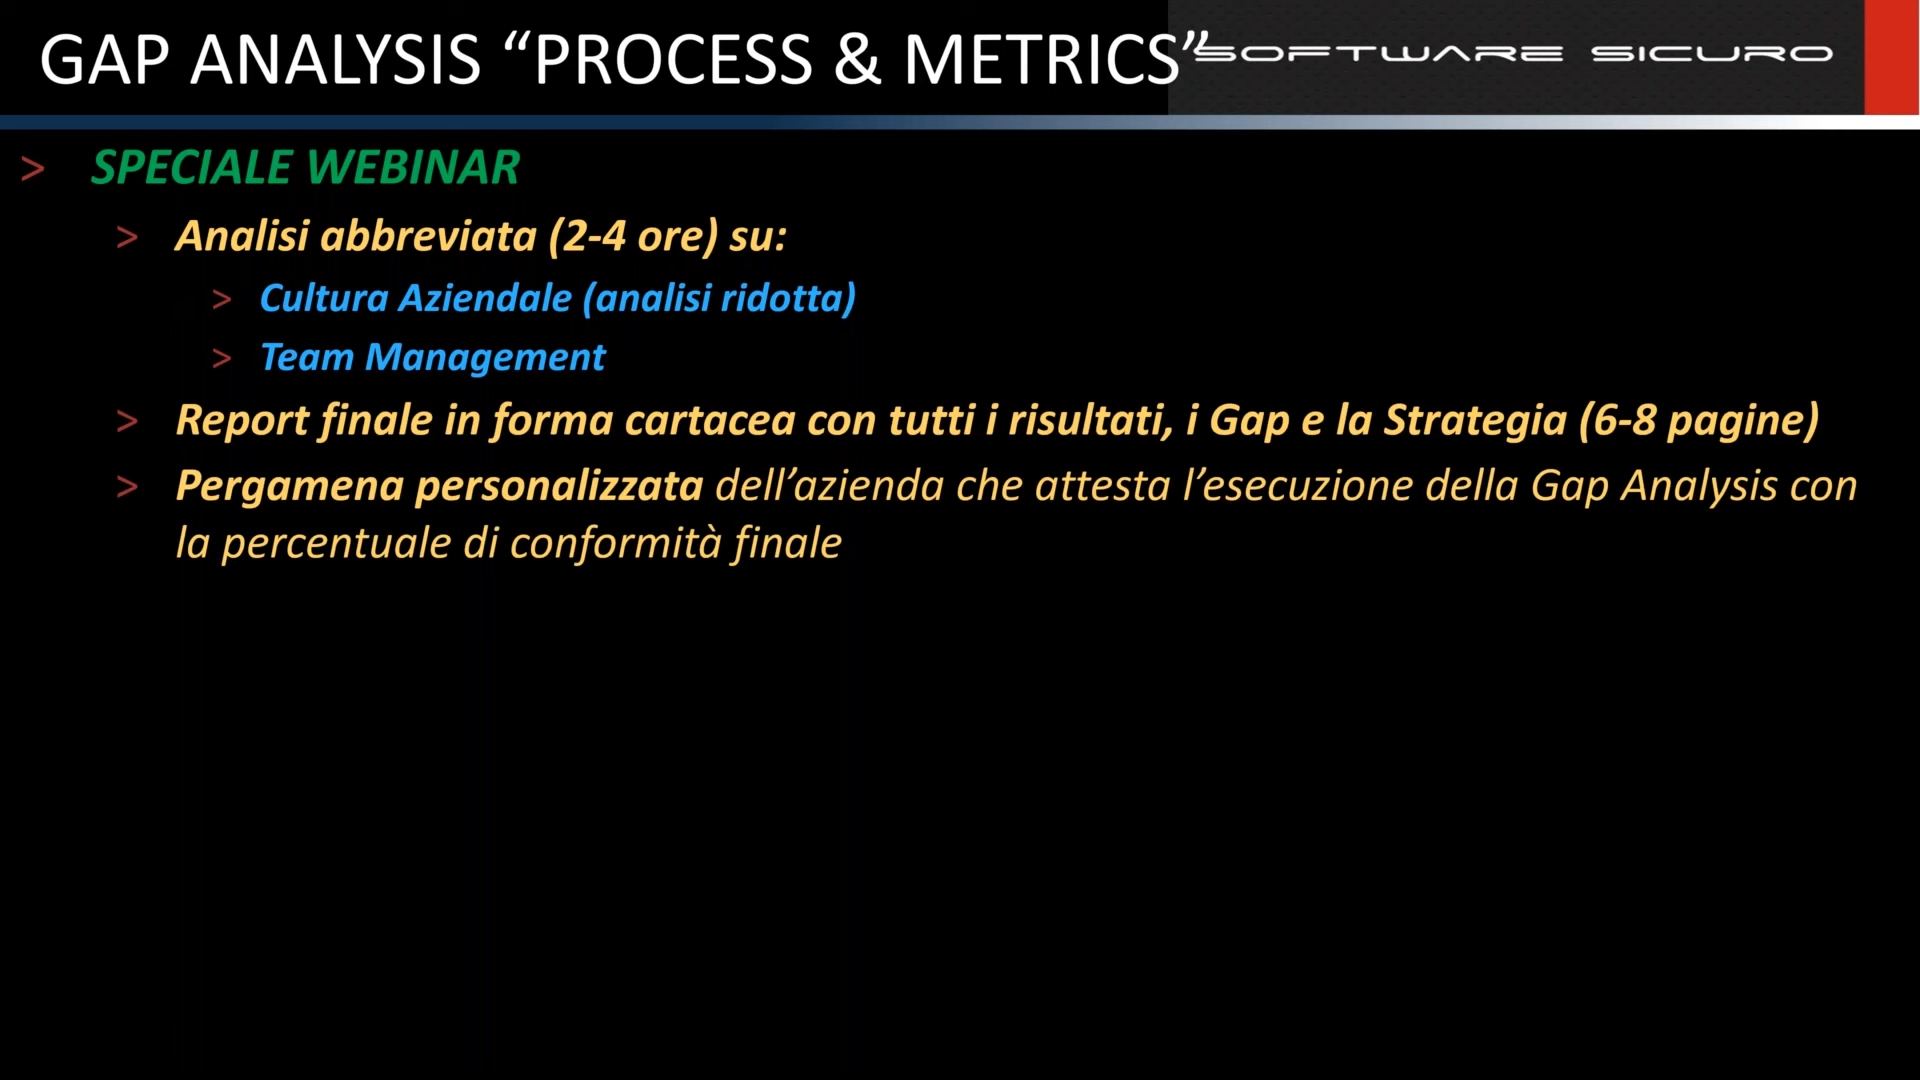 GAP ANALYSIS “PROCESS & METRICS”
SOFTWARE SICURO
> SPECIALE WEBINAR
> Analisi abbreviata (2-4 ore) su:
> Cultura Aziendale (analisi ridotta)
> Team Management
> Report finale in forma cartacea con tutti i risultati, i Gap e la Strategia (6-8 pagine)
> Pergamena personalizzata dell’azienda che attesta l’esecuzione della Gap Analysis con
la percentuale di conformità finale